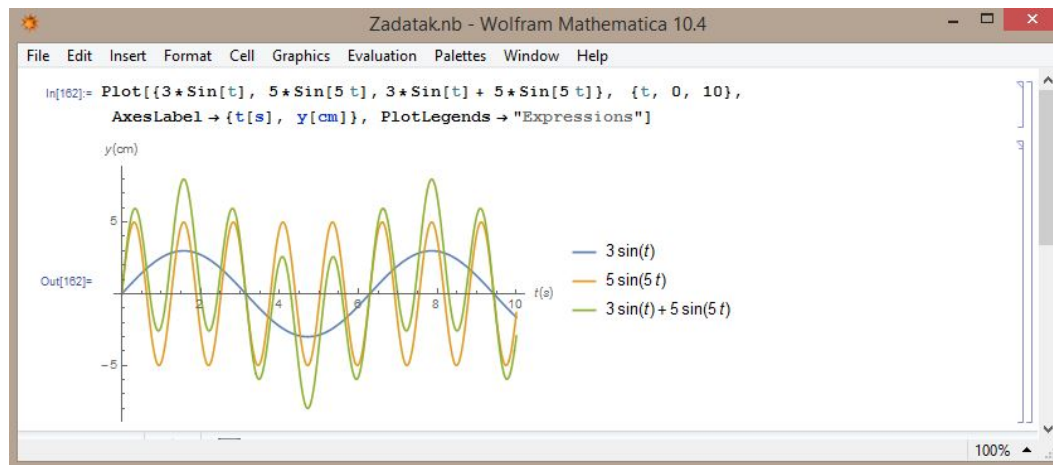 Zadatak.nb - Wolfram Mathematica 10.4
File Edit Insert Format Cell Graphics Evaluation Palettes Window Help
In[162]:= Plot[{3*Sin[t], 5*Sin[5 t], 3*Sin[t] + 5*Sin[5 t]}, {t, 0, 10},
AxesLabel → {t[s], y[cm]}, PlotLegends → "Expressions"]
y(cm)
5
3 sin(t)
Out[162]=
5 sin(5 t)
2 4 6 8 10 t(s)
3 sin(t)+5 sin(5 t)
-5
100%